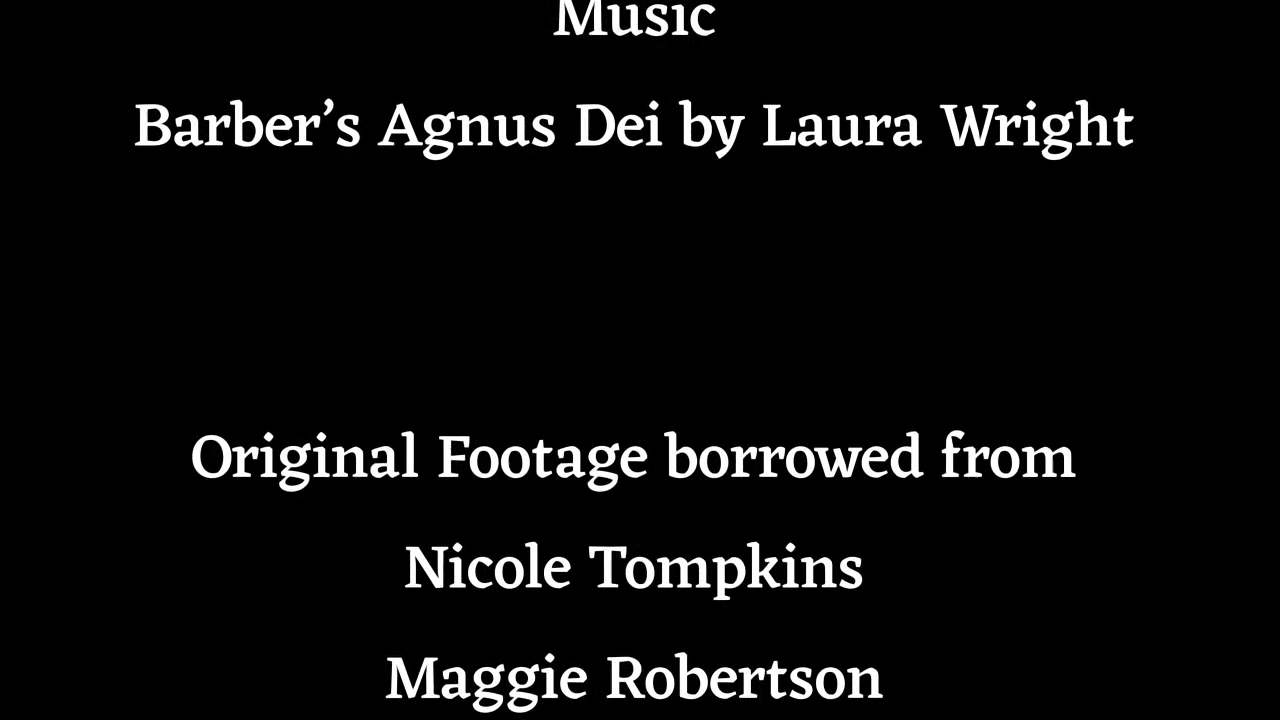 Music
Barber’s Agnus Dei by Laura Wright
Original Footage borrowed from
Nicole Tompkins
Maggie Robertson